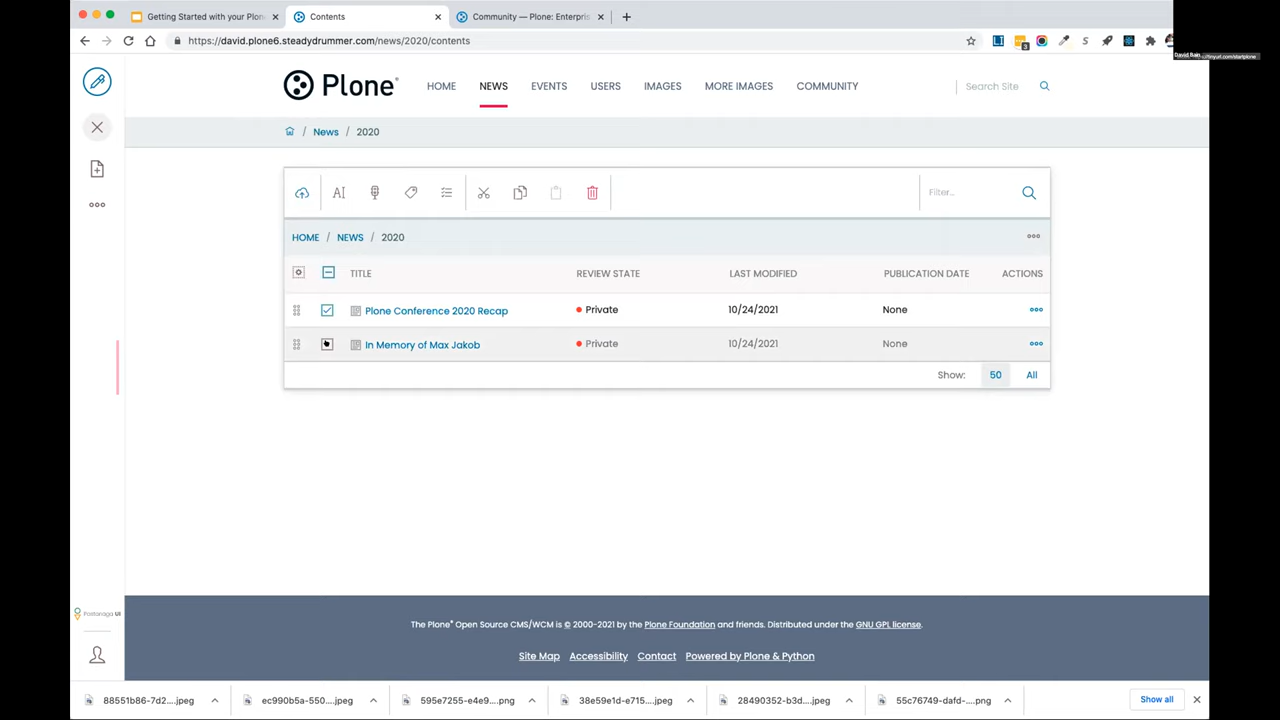 Getting Started with your Plon
Contents
Community — Plone: Enterpris
https://david.plone6.steadydrummer.com/news/2020/contents
3
David Bain
Plone®
HOME
NEWS
EVENTS
USERS
IMAGES
MORE IMAGES
COMMUNITY
Search Site
/ News / 2020
Filter...
HOME / NEWS / 2020
TITLE
REVIEW STATE
LAST MODIFIED
PUBLICATION DATE
ACTIONS
Plone Conference 2020 Recap
Private
10/24/2021
None
In Memory of Max Jakob
Private
10/24/2021
None
Show:
50
All
Pastanaga UI
The Plone® Open Source CMS/WCM is © 2000-2021 by the Plone Foundation and friends. Distributed under the GNU GPL license.
Site Map
Accessibility
Contact
Powered by Plone & Python
88551b86-7d2....jpeg
ec990b5a-550....jpeg
595e7255-e4e9....png
38e59e1d-e715....jpeg
28490352-b3d....jpeg
55c76749-dafd-....png
Show all